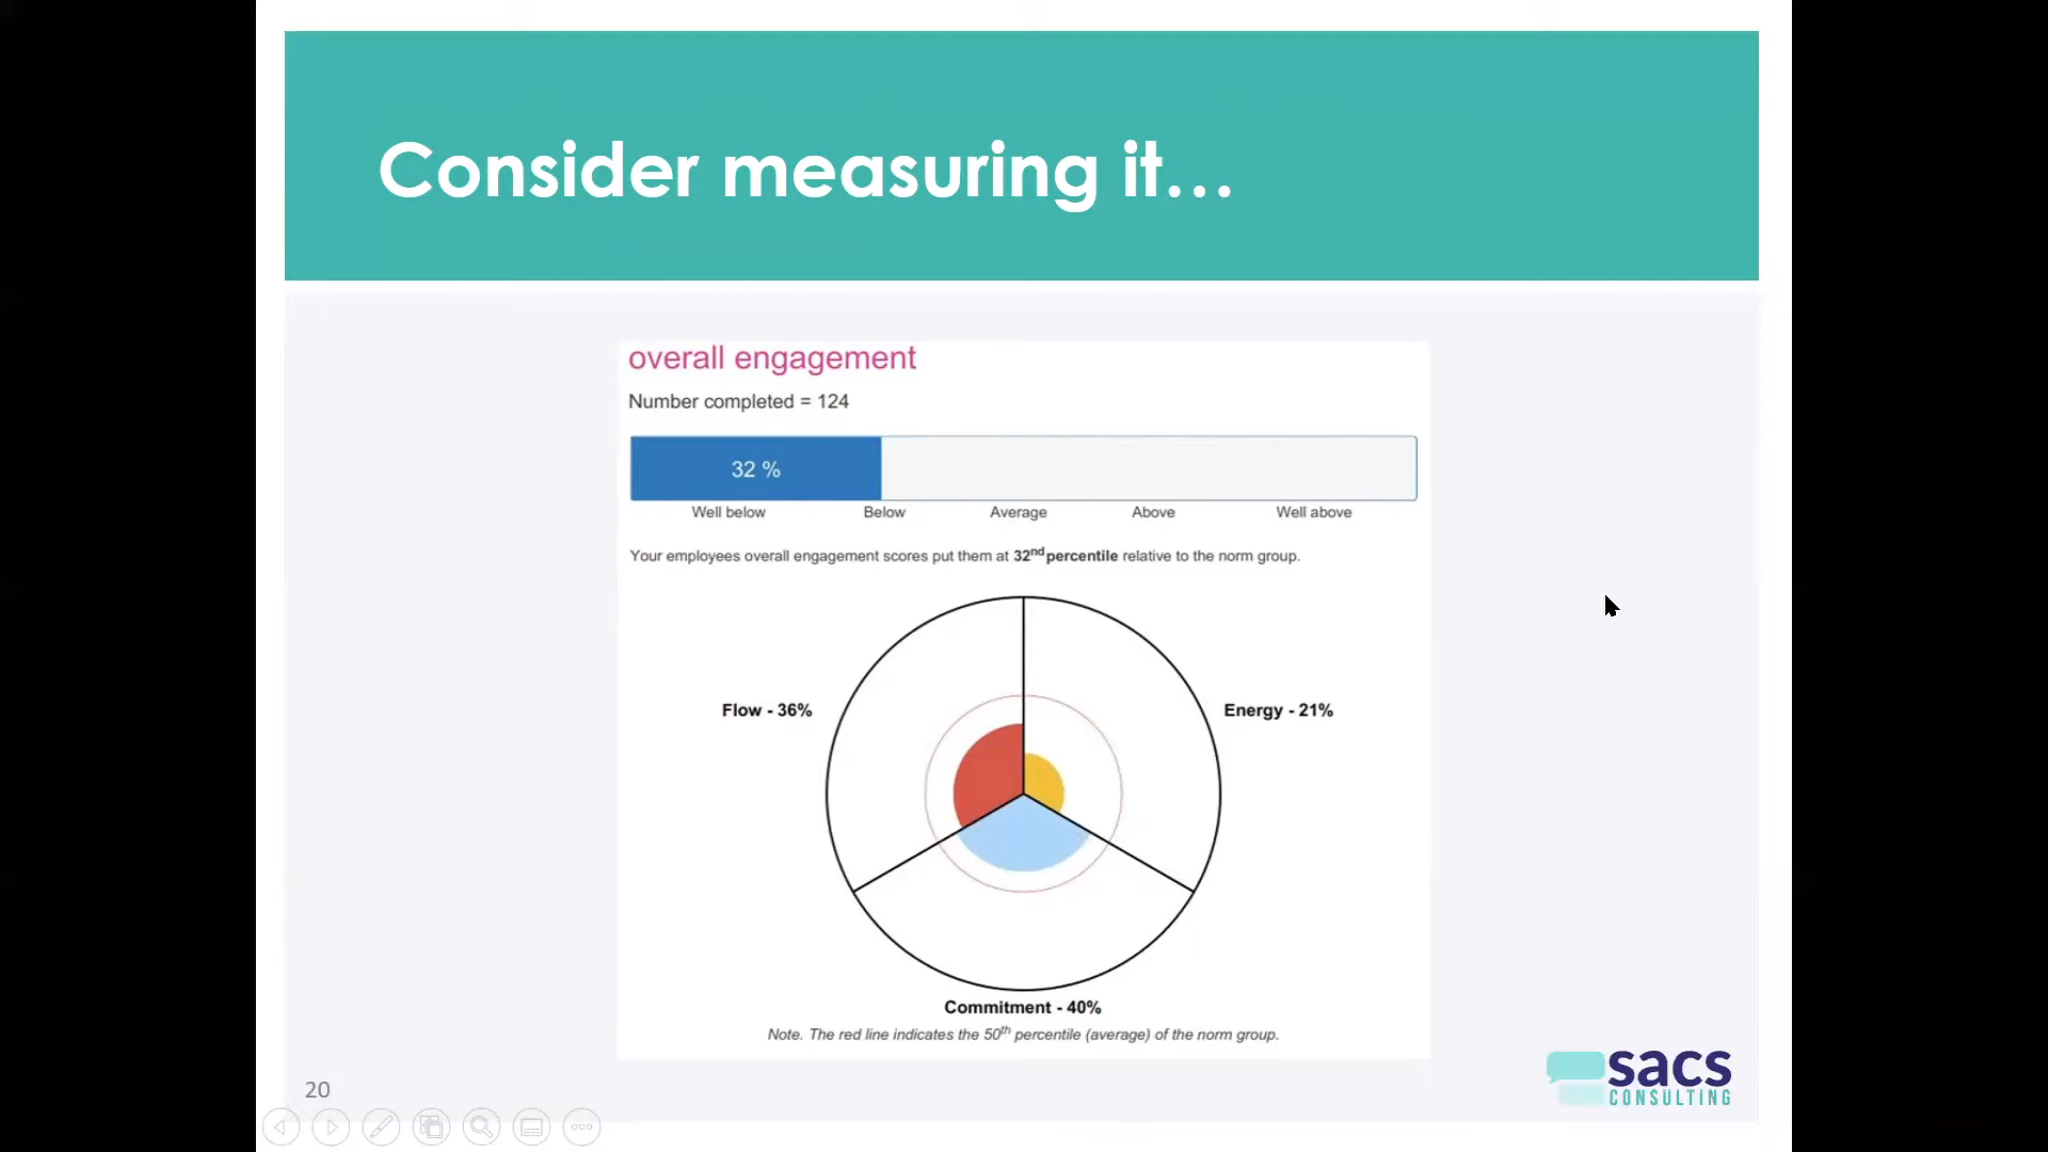 Consider measuring it...
overall engagement
Number completed = 124
32 %
Well below Below Average Above Well above
Your employees overall engagement scores put them at 32nd percentile relative to the norm group.
Flow - 36%
Energy - 21%
Commitment - 40%
Note. The red line indicates the 50th percentile (average) of the norm group.
20
sacs
CONSULTING